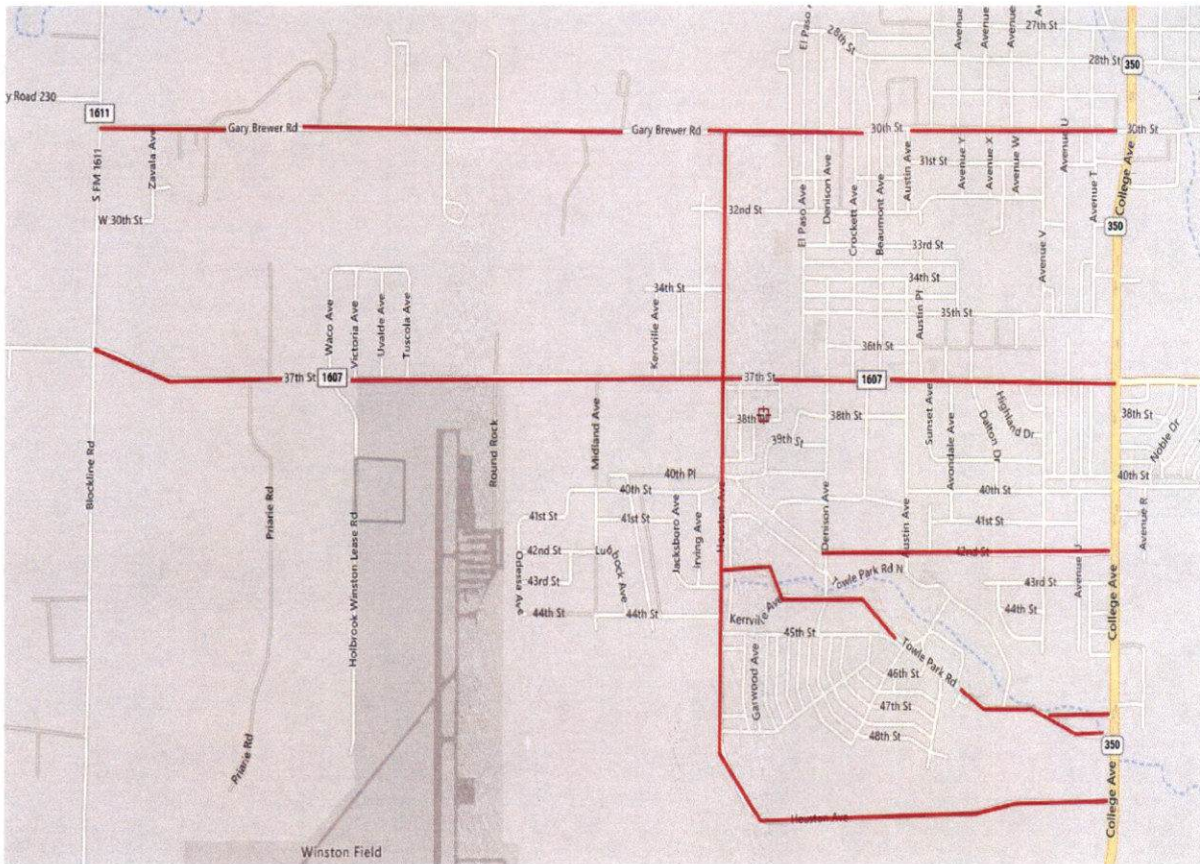 El Paso A
28th St
Avenue
Avenue
Avenue
27th St
350
28th St
y Road 230
1611
Gary Brewer Rd
Gary Brewer Rd
30th St
30th St
S FM 1611
Zavala Ave
W 30th St
32nd St
El Paso Ave
Denison Ave
Crockett Ave
Beaumont Ave
Austin Ave
31st St
Avenue Y
Avenue X
Avenue W
Avenue U
Avenue T
College Ave
350
33rd St
Avenue V
34th St
34th St
Kerrville Ave
35th St
Austin Pl
36th St
Waco Ave
Victoria Ave
Uvalde Ave
Tuscola Ave
37th St
1607
37th St
1607
38th St
39th St
38th St
Sunset Ave
Avondale Ave
Dalton Dr
Highland Dr
38th St
Noble Dr
Blockline Rd
Priarie Rd
Holbrook Winston Lease Rd
Round Rock
Midland Ave
40th Pl
40th St
40th St
40th St
41st St
41st St
41st St
Jacksboro Ave
Irving Ave
Houston Ave
Denison Ave
Austin Ave
Avenue R
42nd St
Lubbock Ave
42nd St
Odessa Ave
43rd St
Towle Park Rd N
43rd St
Avenue U
44th St
44th St
44th St
Kerrville Ave
45th St
College Ave
Garwood Ave
Towle Park Rd
46th St
47th St
48th St
350
Priarie Rd
College Ave
Houston Ave
Winston Field